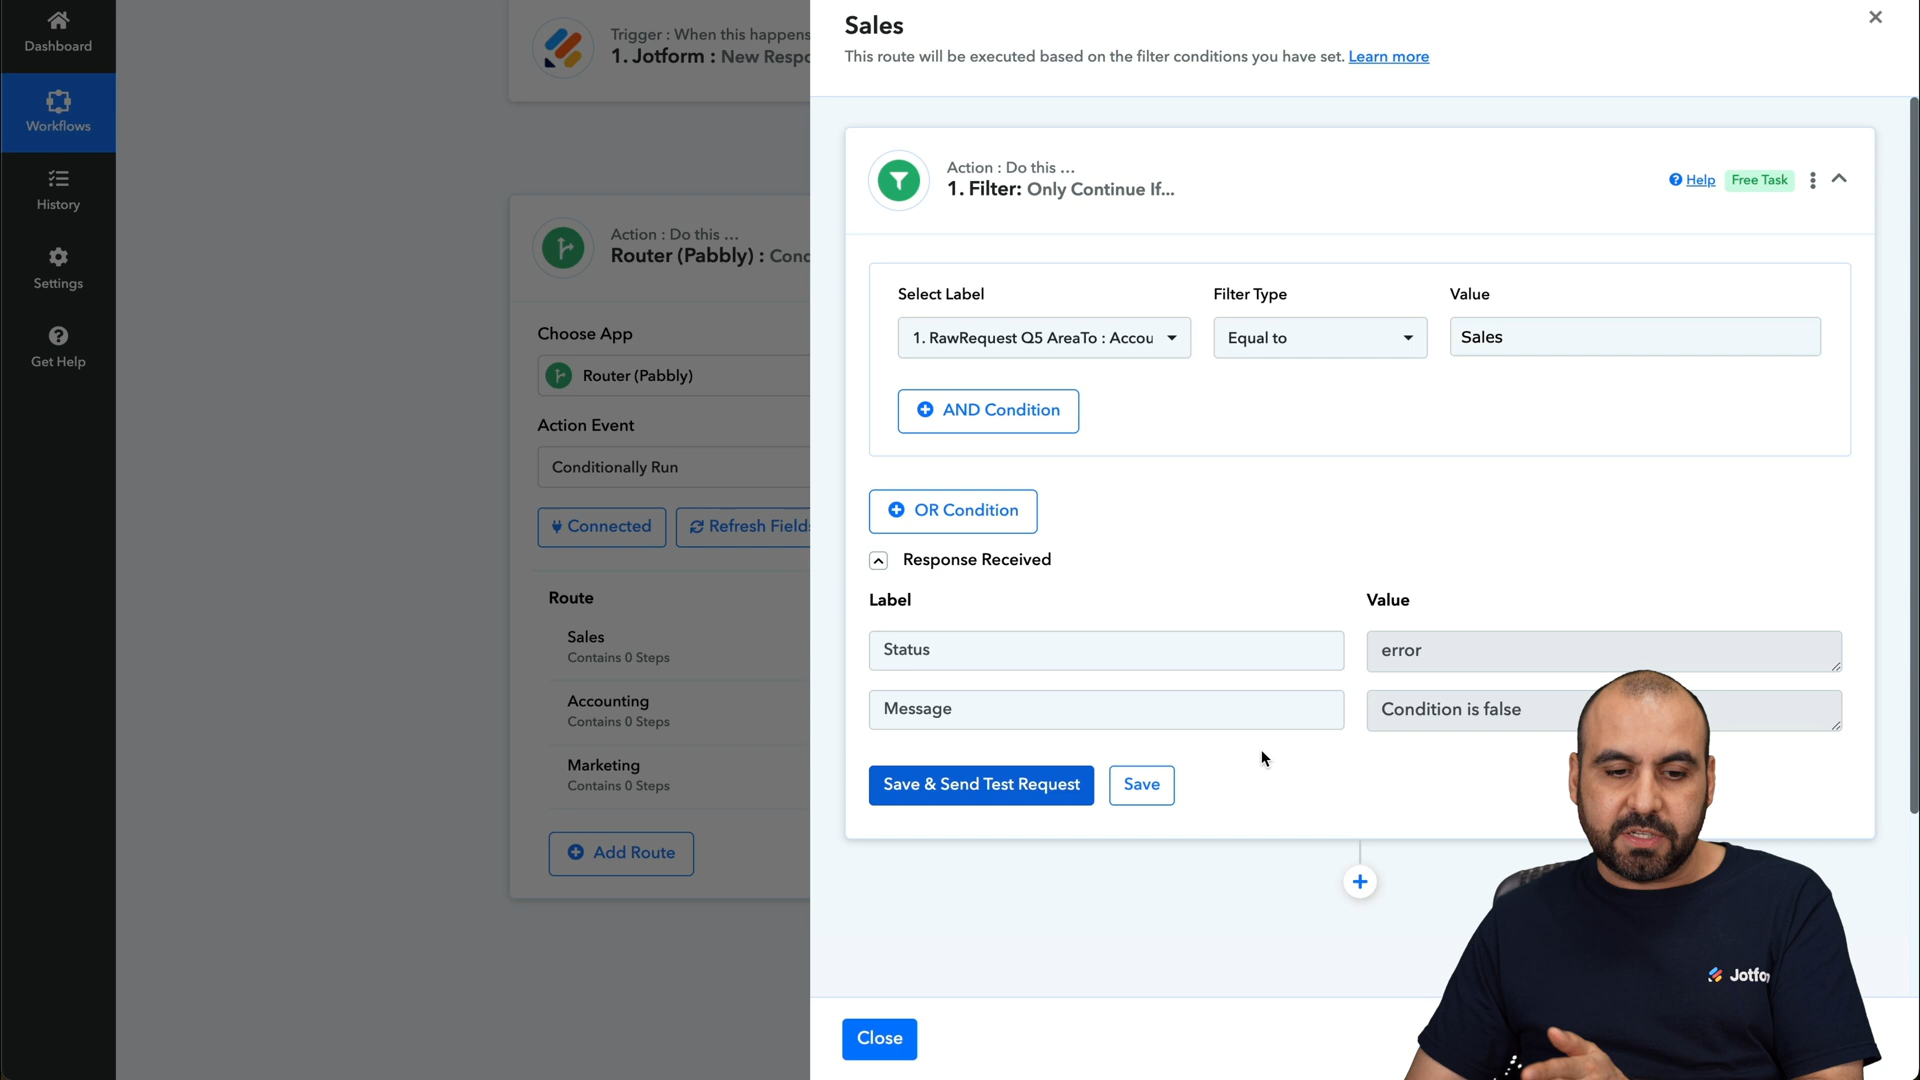 Dashboard
Workflows
History
Settings
Get Help
Trigger : When this happens
1. Jotform : New Respo
Action : Do this ...
Router (Pabbly) : Conc
Choose App
Router (Pabbly)
Action Event
Conditionally Run
Connected
Refresh Fields
Route
Sales
Contains 0 Steps
Accounting
Contains 0 Steps
Marketing
Contains 0 Steps
Add Route
Sales
This route will be executed based on the filter conditions you have set. Learn more
Action : Do this ...
1. Filter: Only Continue If...
Help
Free Task
Select Label
Filter Type
Value
1. RawRequest Q5 AreaTo : Accou
Equal to
Sales
AND Condition
OR Condition
Response Received
Label
Value
Status
error
Message
Condition is false
Save & Send Test Request
Save
Close
Jotfo